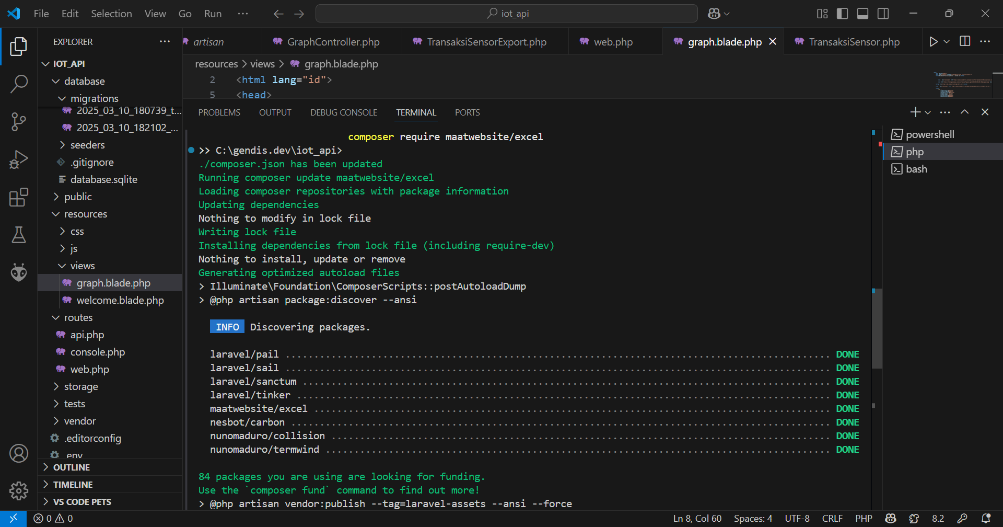 File Edit Selection View Go Run ···
iot api
EXPLORER ···
artisan GraphController.php TransaksiSensorExport.php web.php graph.blade.php TransaksiSensor.php ···
resources > views > graph.blade.php
2 <html lang="id">
5 <head>
IOT_API
database
migrations
2025_03_10_180739_t...
2025_03_10_182102_...
seeders
.gitignore
database.sqlite
public
resources
css
js
views
graph.blade.php
welcome.blade.php
routes
api.php
console.php
web.php
storage
tests
vendor
.editorconfig
.env
OUTLINE
TIMELINE
VS CODE PETS
PROBLEMS OUTPUT DEBUG CONSOLE TERMINAL PORTS
composer require maatwebsite/excel
>> C:\gendis.dev\iot_api>
./composer.json has been updated
Running composer update maatwebsite/excel
Loading composer repositories with package information
Updating dependencies
Nothing to modify in lock file
Writing lock file
Installing dependencies from lock file (including require-dev)
Nothing to install, update or remove
Generating optimized autoload files
> Illuminate\Foundation\ComposerScripts::postAutoloadDump
> @php artisan package:discover --ansi
INFO Discovering packages.
laravel/pail ........ DONE
laravel/sail ........ DONE
laravel/sanctum ........ DONE
laravel/tinker ........ DONE
maatwebsite/excel ........ DONE
nesbot/carbon ........ DONE
nunomaduro/collision ........ DONE
nunomaduro/termwind ........ DONE
84 packages you are using are looking for funding.
Use the `composer fund` command to find out more!
> @php artisan vendor:publish --tag=laravel-assets --ansi --force
powershell
php
bash
0 0 Ln 8, Col 60 Spaces: 4 UTF-8 CRLF PHP 8.2